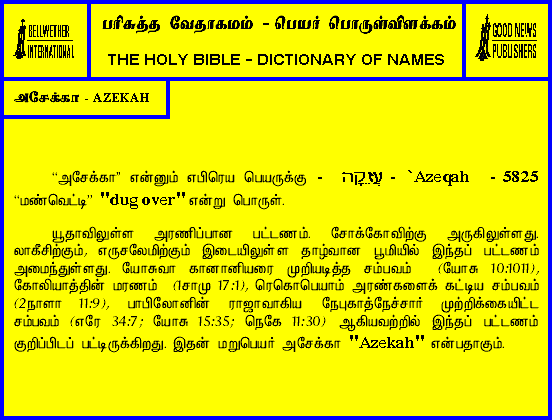 BELLWETHER
INTERNATIONAL
பரிசுத்த வேதாகமம் - பெயர் பொருள்விளக்கம்
THE HOLY BIBLE - DICTIONARY OF NAMES
GOOD NEWS
PUBLISHERS
அசேக்கா - AZEKAH
“அசேக்கா” என்னும் எபிரெய பெயருக்கு - עֲזֵקָה - `Azeqah - 5825
“மண்வெட்டி” "dug over" என்று பொருள்.
யூதாவிலுள்ள அரணிப்பான பட்டணம். சோக்கோவிற்கு அருகிலுள்ளது.
லாகீசிற்கும், எருசலேமிற்கும் இடையிலுள்ள தாழ்வான பூமியில் இந்தப் பட்டணம்
அமைந்துள்ளது. யோசுவா கானானியரை முறியடித்த சம்பவம் (யோசு 10:1011),
கோலியாத்தின் மரணம் (1சாமு 17:1), ரெகொபெயாம் அரண்களைக் கட்டிய சம்பவம்
(2நாளா 11:9), பாபிலோனின் ராஜாவாகிய நேபுகாத்நேச்சார் முற்றிக்கையிட்ட
சம்பவம் (எரே 34:7; யோசு 15:35; நெகே 11:30) ஆகியவற்றில் இந்தப் பட்டணம்
குறிப்பிடப் பட்டிருக்கிறது. இதன் மறுபெயர் அசேக்கா "Azekah" என்பதாகும்.